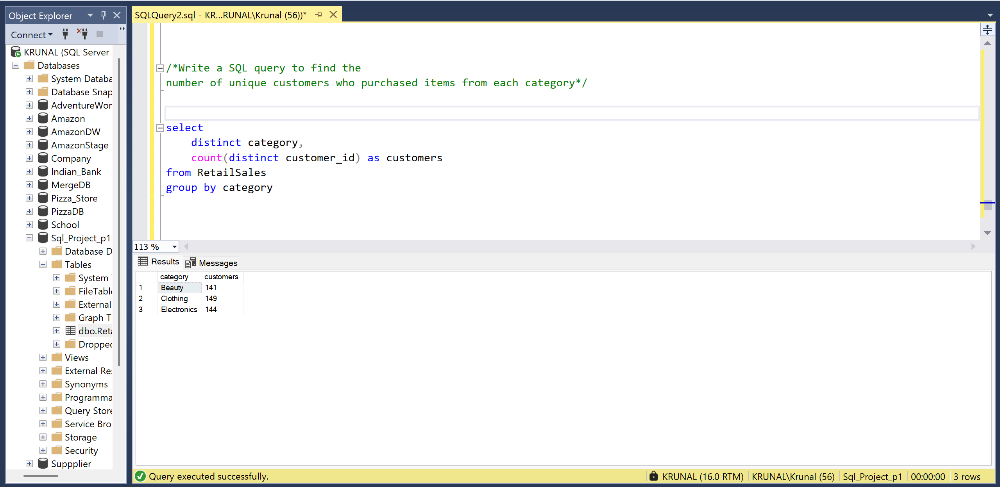 Object Explorer
Connect
KRUNAL (SQL Server
Databases
System Databa
Database Snap
AdventureWor
Amazon
AmazonDW
AmazonStage
Company
Indian_Bank
MergeDB
Pizza_Store
PizzaDB
School
Sql_Project_p1
Database D
Tables
System
FileTable
External
Graph T
dbo.Reta
Dropped
Views
External Res
Synonyms
Programma
Query Store
Service Bro
Storage
Security
Suppplier
SQLQuery2.sql - KR...RUNAL\Krunal (56))*
/*Write a SQL query to find the
number of unique customers who purchased items from each category*/
select
distinct category,
count(distinct customer_id) as customers
from RetailSales
group by category
113 %
Results Messages
category customers
1 Beauty 141
2 Clothing 149
3 Electronics 144
Query executed successfully. KRUNAL (16.0 RTM) KRUNAL\Krunal (56) Sql_Project_p1 00:00:00 3 rows